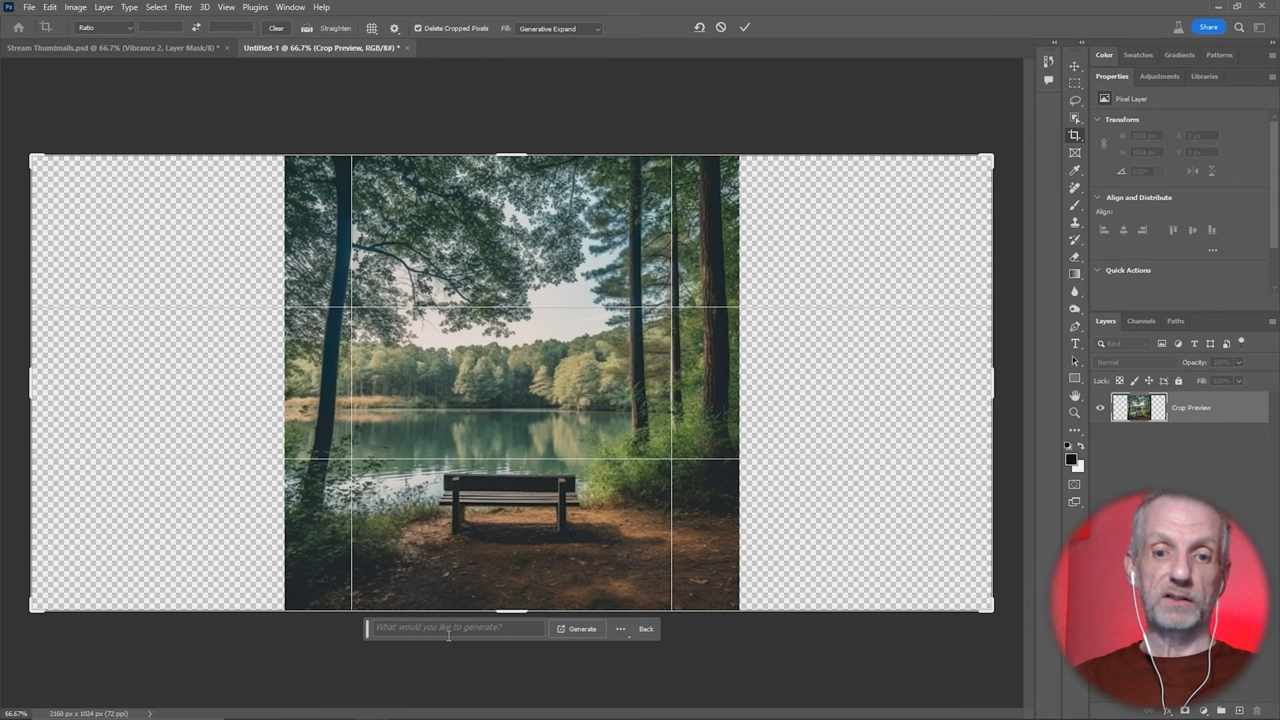 Ps File Edit Image Layer Type Select Filter 3D View Plugins Window Help
Ratio Clear Straighten Delete Cropped Pixels Fill: Generative Expand Share
Stream Thumbnails.psd @ 66.7% (Vibrance 2, Layer Mask/8) * × Untitled-1 @ 66.7% (Crop Preview, RGB/8#) * ×
Color Swatches Gradients Patterns
Properties Adjustments Libraries
Pixel Layer
Transform
W 1024 px X 0 px
H 1024 px Y 0 px
0.00°
Align and Distribute
Align:
Quick Actions
Layers Channels Paths
Kind
Normal Opacity: 100%
Lock: Fill: 100%
Crop Preview
What would you like to generate? Generate Back
66.67% 2160 px x 1024 px (72 ppi)